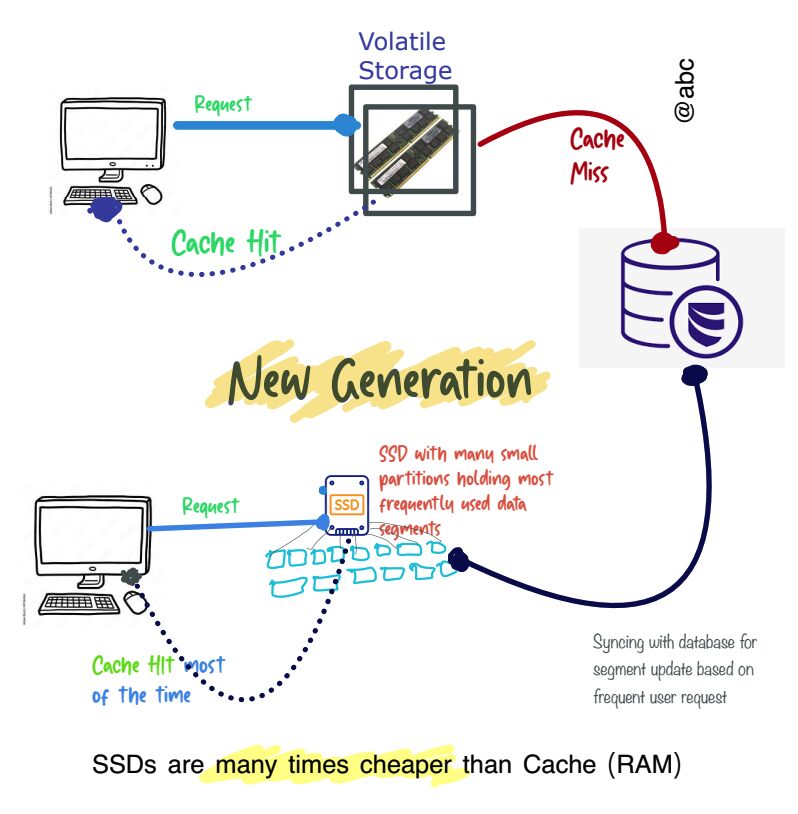 Volatile
Storage
@abc
Request
Cache
Miss
Cache Hit
New Generation
SSD with many small
partitions holding most
frequently used data
segments
Request
SSD
Cache HIt most
of the time
Syncing with database for
segment update based on
frequent user request
SSDs are many times cheaper than Cache (RAM)